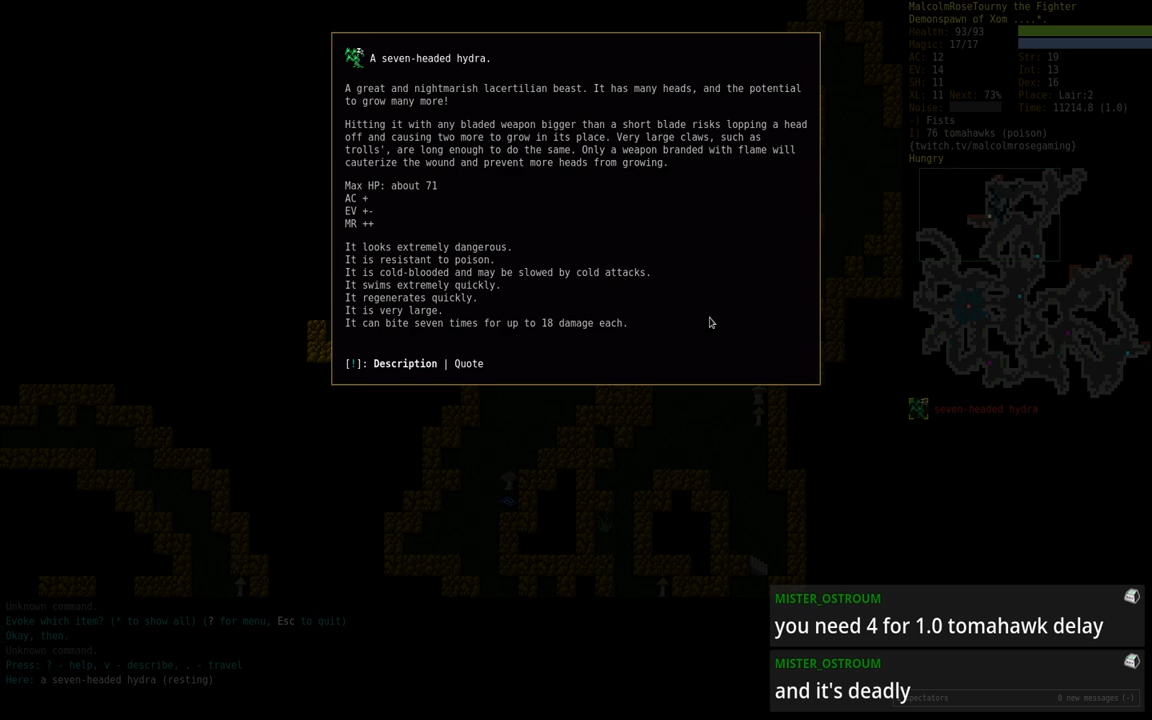 A seven-headed hydra.
A great and nightmarish lacertilian beast. It has many heads, and the potential
to grow many more!
Hitting it with any bladed weapon bigger than a short blade risks lopping a head
off and causing two more to grow in its place. Very large claws, such as
trolls', are long enough to do the same. Only a weapon branded with flame will
cauterize the wound and prevent more heads from growing.
Max HP: about 71
AC +
EV +-
MR ++
It looks extremely dangerous.
It is resistant to poison.
It is cold-blooded and may be slowed by cold attacks.
It swims extremely quickly.
It regenerates quickly.
It is very large.
It can bite seven times for up to 18 damage each.
[!]: Description | Quote
MalcolmRoseTourny the Fighter
Demonspawn of Xom ....*.
Health: 93/93
Magic: 17/17
AC: 12 Str: 19
EV: 14 Int: 13
SH: 11 Dex: 16
XL: 11 Next: 73% Place: Lair:2
Noise: Time: 11214.8 (1.0)
-) Fists
76 tomahawks (poison)
{twitch.tv/malcolmrosegaming}
Hungry
seven-headed hydra
Unknown command.
Evoke which item? (* to show all) (? for menu, Esc to quit)
Okay, then.
Unknown command.
Press: ? - help, v - describe, . - travel
Here: a seven-headed hydra (resting)
MISTER_OSTROUM
you need 4 for 1.0 tomahawk delay
MISTER_OSTROUM
and it's deadly
pectators 0 new messages (-)